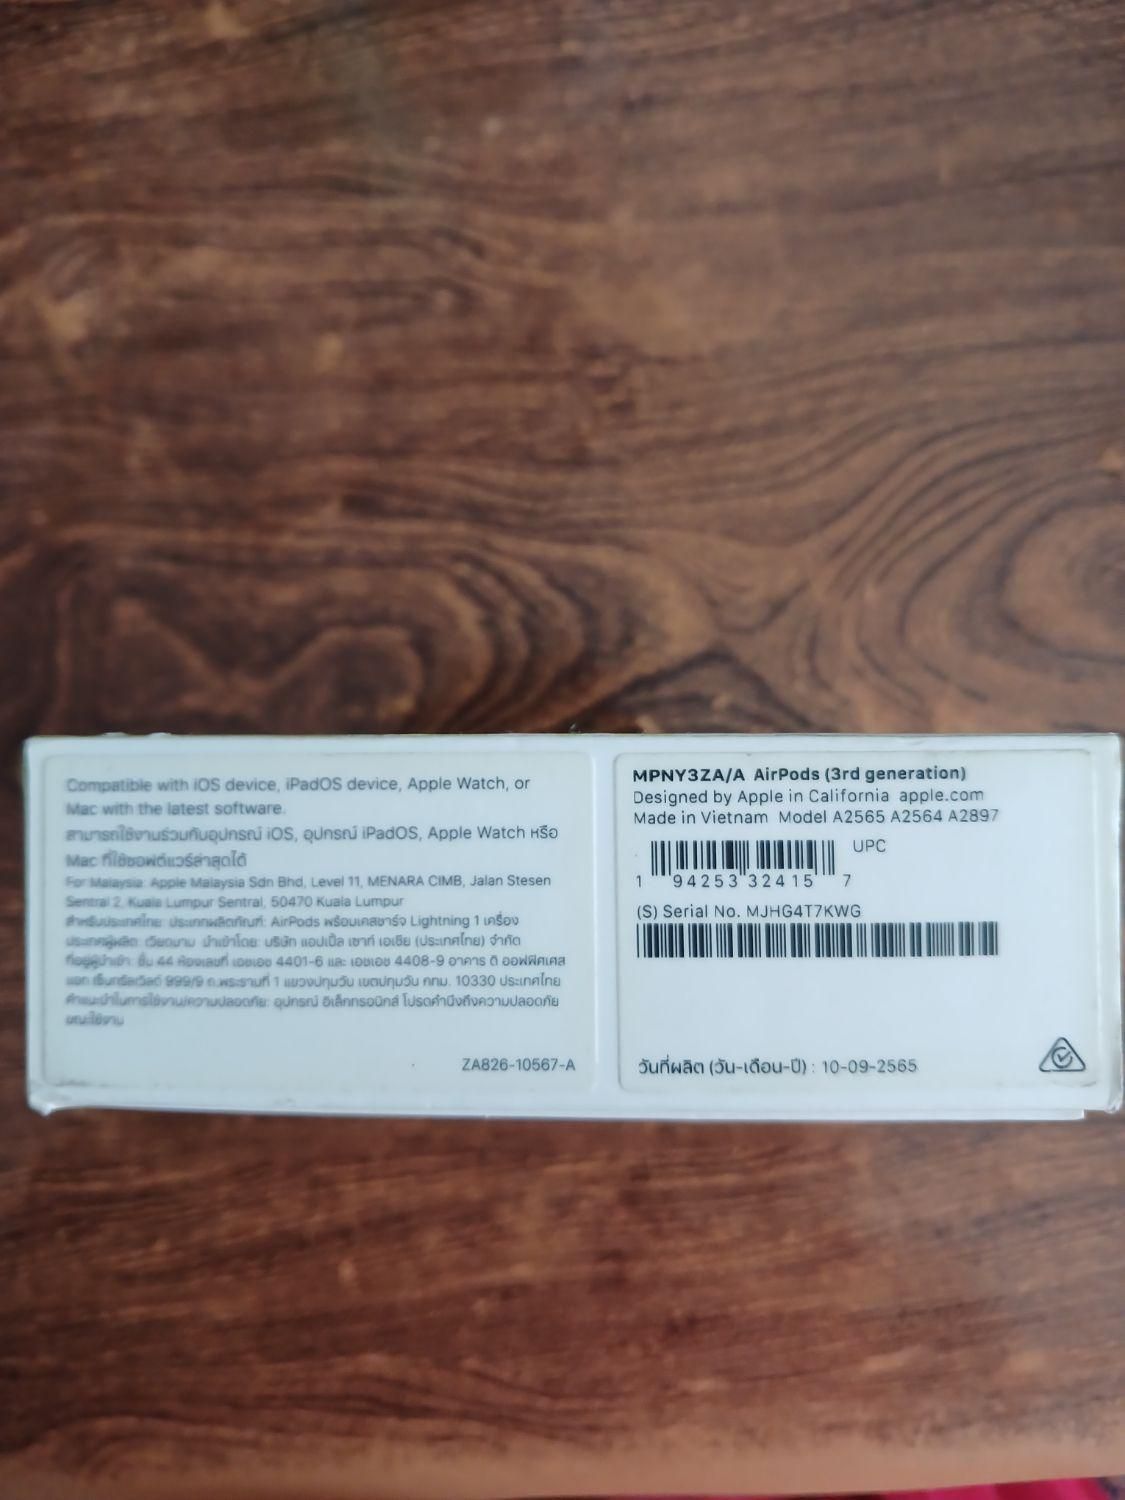 Compatible with iOS device, iPadOS device, Apple Watch, or
Mac with the latest software.
สามารถใช้งานร่วมกับอุปกรณ์ iOS, อุปกรณ์ iPadOS, Apple Watch หรือ
Mac ที่ใช้ซอฟต์แวร์ล่าสุดได้
For Malaysia: Apple Malaysia Sdn Bhd, Level 11, MENARA CIMB, Jalan Stesen
Sentral 2, Kuala Lumpur Sentral, 50470 Kuala Lumpur
สำหรับประเทศไทย: ประเภทผลิตภัณฑ์: AirPods พร้อมเคสชาร์จ Lightning 1 เครื่อง
ประเทศผู้ผลิต: เวียดนาม นำเข้าโดย: บริษัท แอปเปิ้ล เซาท์ เอเชีย (ประเทศไทย) จำกัด
ที่อยู่ผู้นำเข้า: ชั้น 44 ห้องเลขที่ เอชเอช 4401-6 และ เอชเอช 4408-9 อาคาร ดิ ออฟฟิศเศส
แอท เซ็นทรัลเวิลด์ 999/9 ถ.พระรามที่ 1 แขวงปทุมวัน เขตปทุมวัน กทม. 10330 ประเทศไทย
คำแนะนำในการใช้งาน/ความปลอดภัย: อุปกรณ์ อิเล็กทรอนิกส์ โปรดคำนึงถึงความปลอดภัย
ขณะใช้งาน
ZA826-10567-A
MPNY3ZA/A AirPods (3rd generation)
Designed by Apple in California apple.com
Made in Vietnam Model A2565 A2564 A2897
UPC
1 94253 32415 7
(S) Serial No. MJHG4T7KWG
วันที่ผลิต (วัน-เดือน-ปี) : 10-09-2565